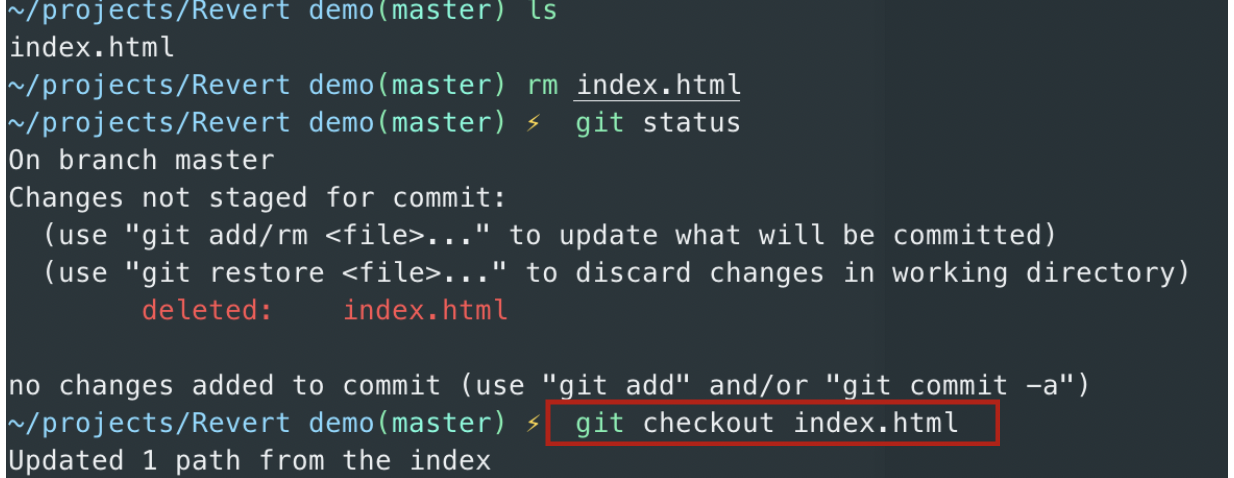 ~/projects/Revert demo(master) ls
index.html
~/projects/Revert demo(master) rm index.html
~/projects/Revert demo(master) ⚡ git status
On branch master
Changes not staged for commit:
  (use "git add/rm <file>..." to update what will be committed)
  (use "git restore <file>..." to discard changes in working directory)
        deleted:    index.html

no changes added to commit (use "git add" and/or "git commit -a")
~/projects/Revert demo(master) ⚡ git checkout index.html
Updated 1 path from the index